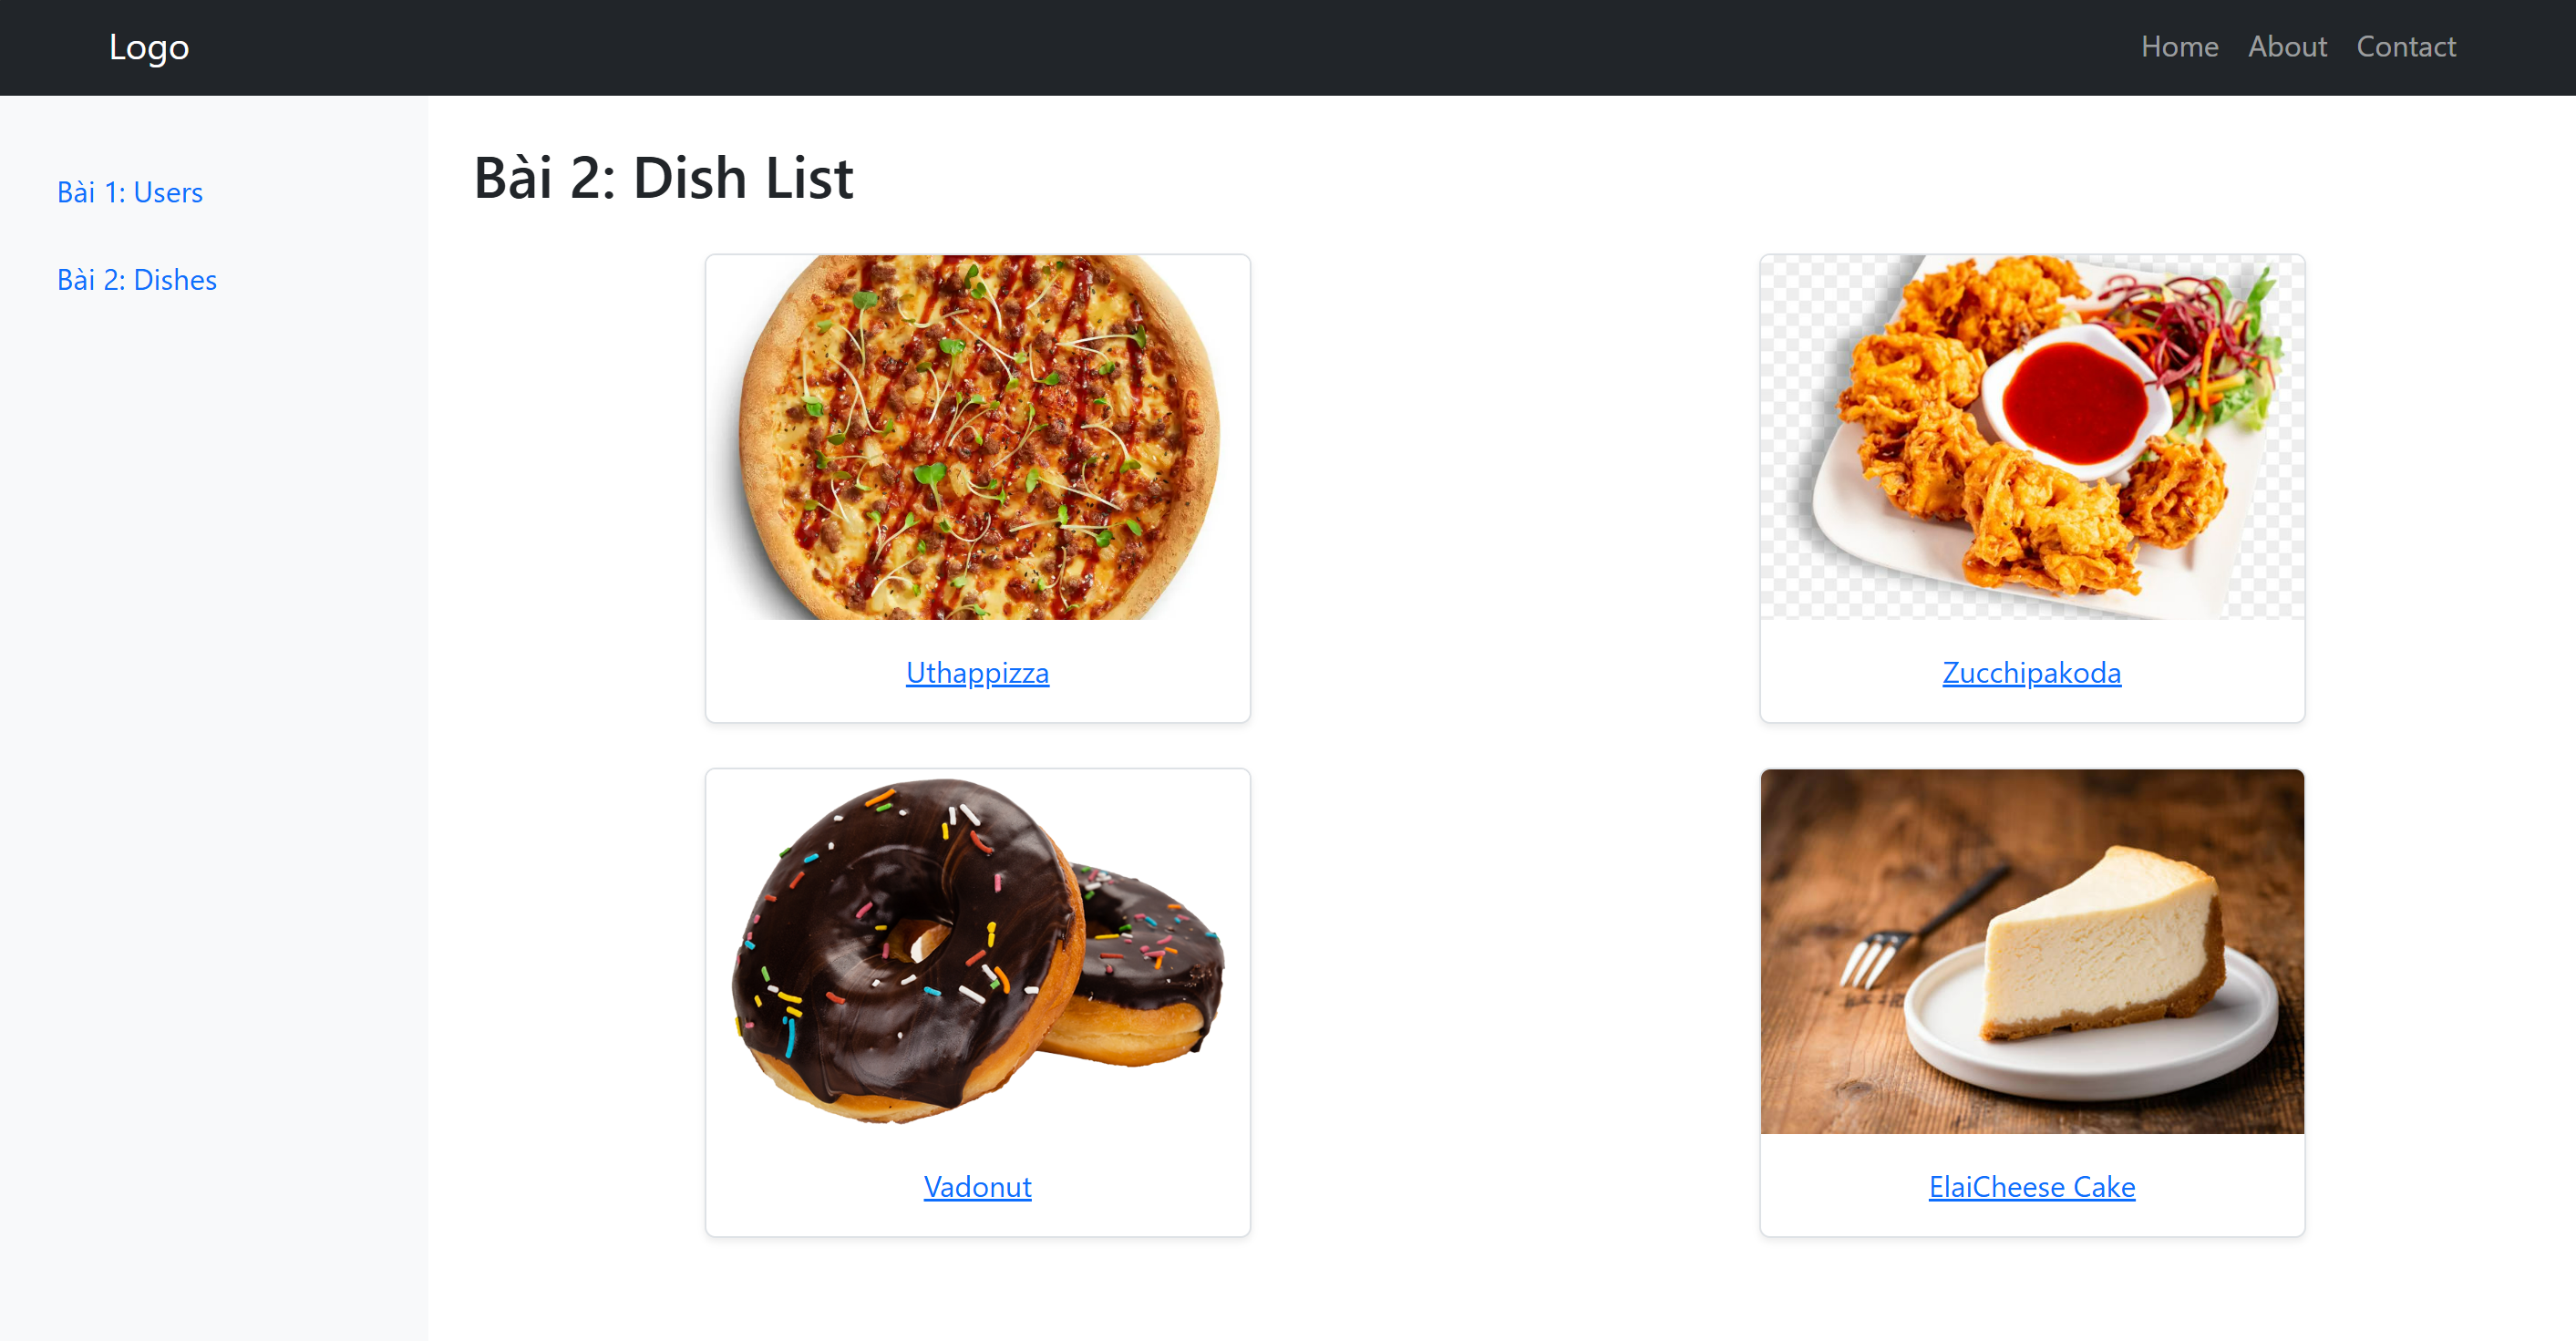 Logo
Home About Contact
Bài 1: Users
Bài 2: Dishes
Bài 2: Dish List
Uthappizza
Zucchipakoda
Vadonut
ElaiCheese Cake